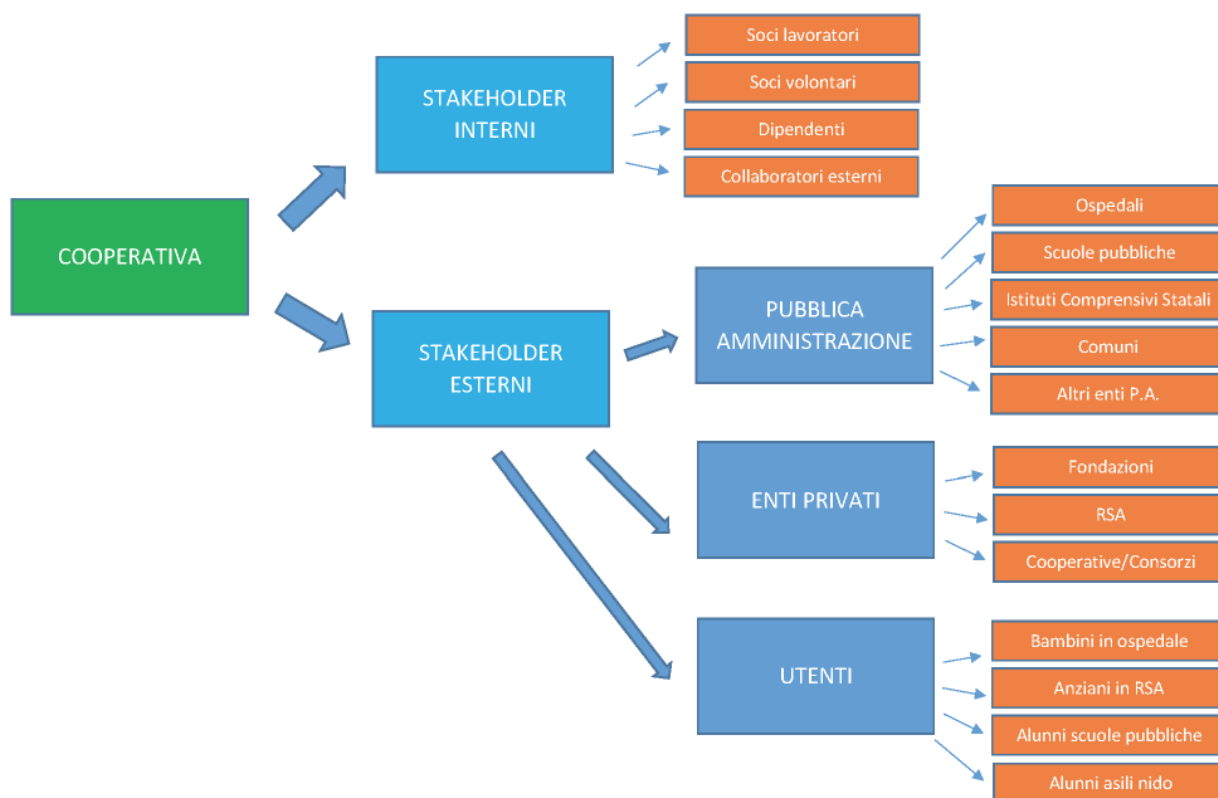 COOPERATIVA
STAKEHOLDER
INTERNI
Soci lavoratori
Soci volontari
Dipendenti
Collaboratori esterni
STAKEHOLDER
ESTERNI
PUBBLICA
AMMINISTRAZIONE
Ospedali
Scuole pubbliche
Istituti Comprensivi Statali
Comuni
Altri enti P.A.
ENTI PRIVATI
Fondazioni
RSA
Cooperative/Consorzi
UTENTI
Bambini in ospedale
Anziani in RSA
Alunni scuole pubbliche
Alunni asili nido